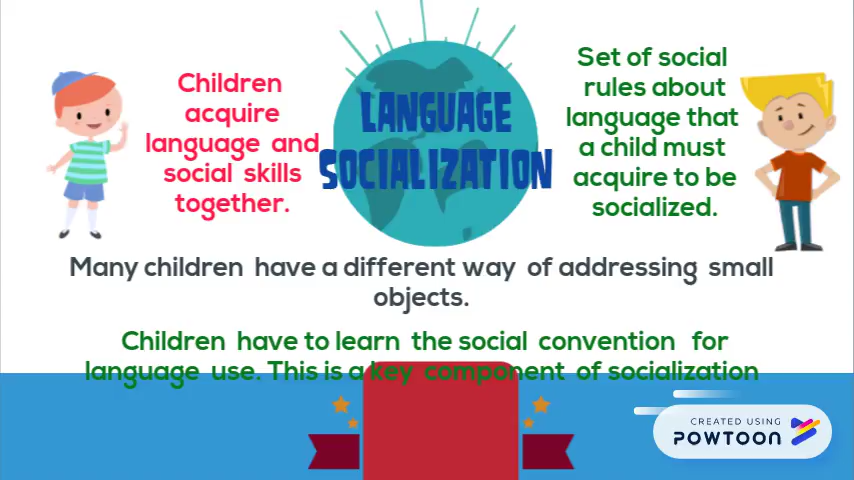 Children
acquire
language and
social skills
together.
LANGUAGE
SOCIALIZATION
Set of social
rules about
language that
a child must
acquire to be
socialized.
Many children have a different way of addressing small
objects.
Children have to learn the social convention for
language use. This is a key component of socialization
CREATED USING
POWTOON